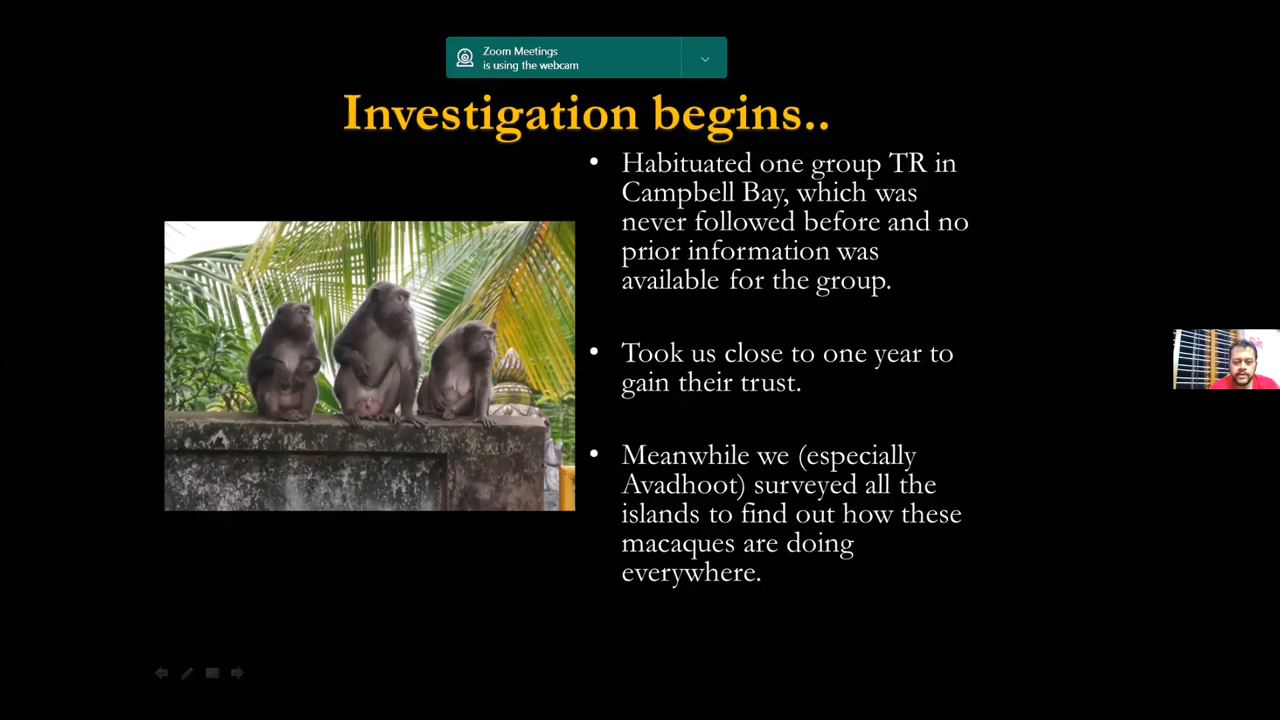 Zoom Meetings
is using the webcam
Investigation begins..
• Habituated one group TR in
Campbell Bay, which was
never followed before and no
prior information was
available for the group.
• Took us close to one year to
gain their trust.
• Meanwhile we (especially
Avadhoot) surveyed all the
islands to find out how these
macaques are doing
everywhere.